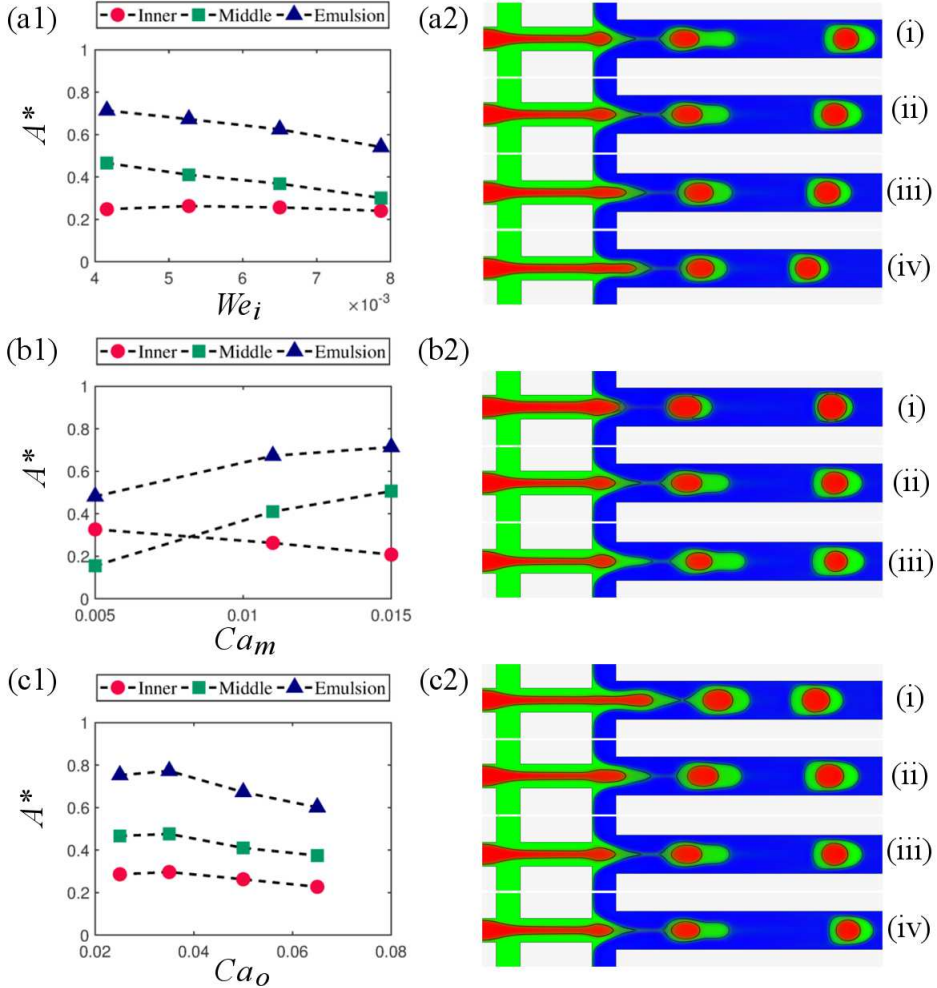 (a1)
Inner Middle Emulsion
1
0.8
0.6
0.4
0.2
0
A*
4 5 6 7 8
×10⁻³
We_i
(a2)
(i)
(ii)
(iii)
(iv)
(b1)
Inner Middle Emulsion
1
0.8
0.6
0.4
0.2
0
A*
0.005 0.01 0.015
Ca_m
(b2)
(i)
(ii)
(iii)
(c1)
Inner Middle Emulsion
1
0.8
0.6
0.4
0.2
0
A*
0.02 0.04 0.06 0.08
Ca_o
(c2)
(i)
(ii)
(iii)
(iv)